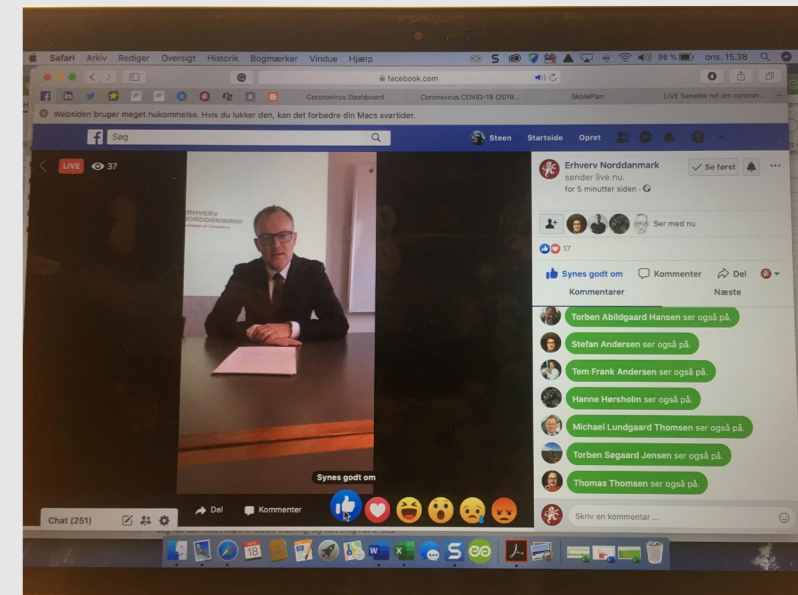 Safari Arkiv Rediger Oversigt Historik Bogmærker Vindue Hjælp
86 % ons. 15.38
facebook.com
Coronavirus Dashboard
Coronavirus COVID-19 (2019...
SkolePlan
LIVE Seneste nyt om coronav...
Websiden bruger meget hukommelse. Hvis du lukker den, kan det forbedre din Macs svartider.
Søg
Steen Startside Opret
LIVE 37
ERHVERV
NORDDANMARK
Erhverv Norddanmark
sender live nu.
for 5 minutter siden
Se først
Ser med nu
17
Synes godt om Kommenter Del
Kommentarer Næste
Torben Abildgaard Hansen ser også på.
Stefan Andersen ser også på.
Tem Frank Andersen ser også på.
Hanne Hørsholm ser også på.
Michael Lundgaard Thomsen ser også på.
Torben Søgaard Jensen ser også på.
Thomas Thomsen ser også på.
Skriv en kommentar ...
Synes godt om
Del Kommenter
Chat (251)
18